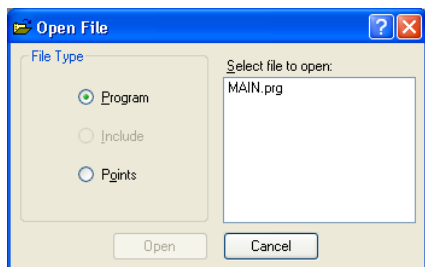 Open File
File Type
Program
Include
Points
Select file to open:
MAIN.prg
Open
Cancel